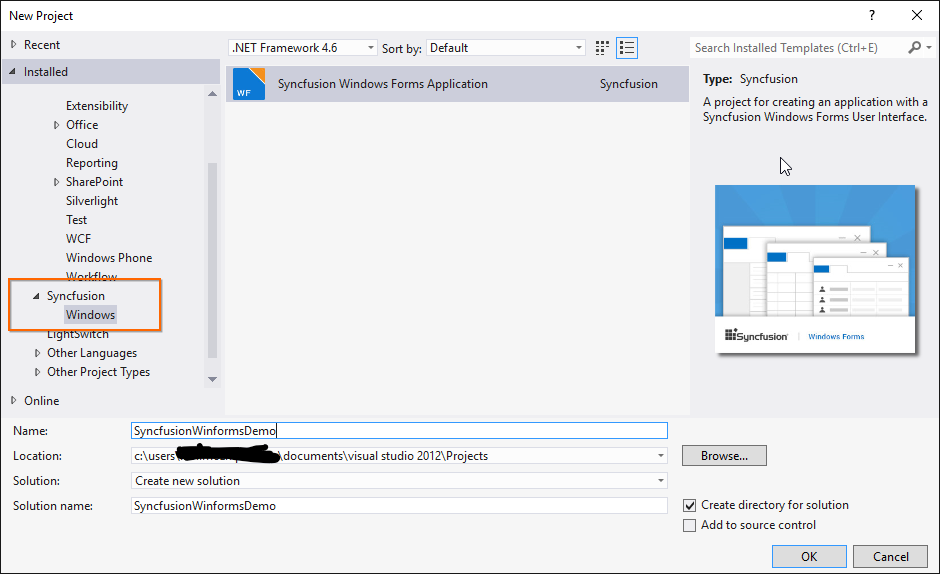 New Project
Recent
.NET Framework 4.6
Sort by:
Default
Search Installed Templates (Ctrl+E)
Installed
Extensibility
Office
Cloud
Reporting
SharePoint
Silverlight
Test
WCF
Windows Phone
Workflow
Syncfusion
Windows
LightSwitch
Other Languages
Other Project Types
Online
WF
Syncfusion Windows Forms Application
Syncfusion
Type: Syncfusion
A project for creating an application with a
Syncfusion Windows Forms User Interface.
Syncfusion
Windows Forms
Name:
SyncfusionWinformsDemo
Location:
c:\users\ \documents\visual studio 2012\Projects
Browse...
Solution:
Create new solution
Solution name:
SyncfusionWinformsDemo
Create directory for solution
Add to source control
OK
Cancel